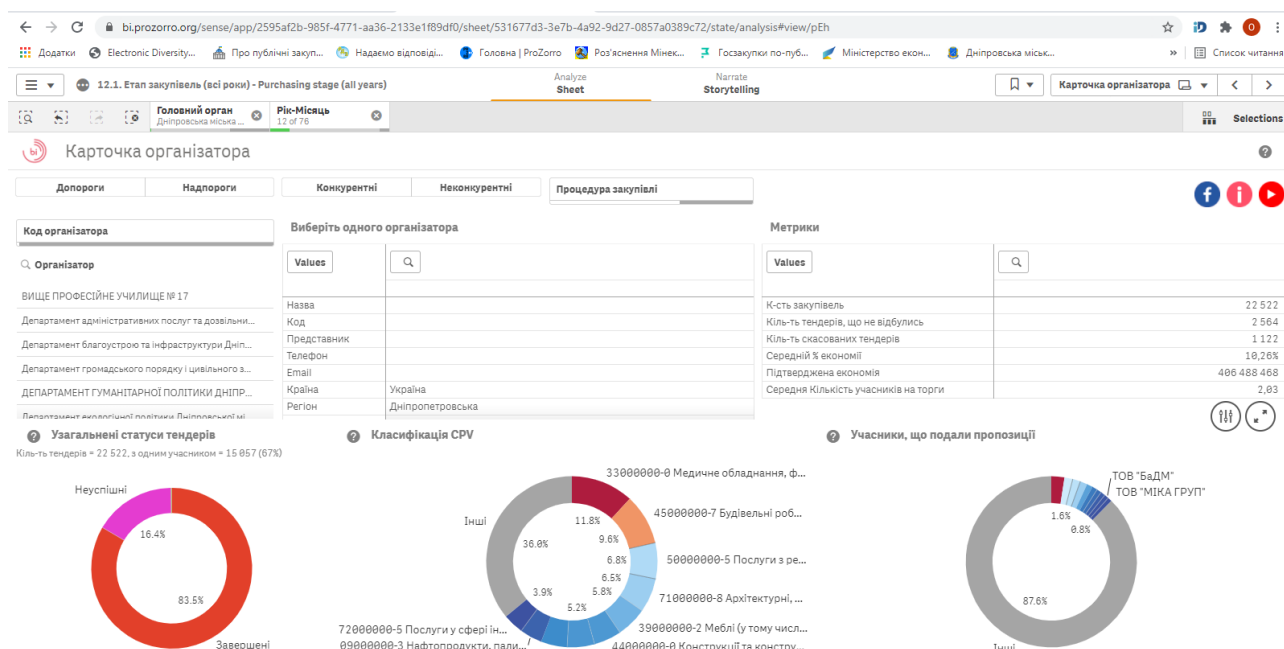 bi.prozorro.org/sense/app/2595af2b-985f-4771-aa36-2133e1f89df0/sheet/531677d3-3e7b-4a92-9d27-0857a0389c72/state/analysis#view/pEh
Додатки Electronic Diversity... Про публічні закуп... Надаємо відповіді... Головна | ProZorro Роз'яснення Мінек... Госзакупки по-пуб... Міністерство екон... Дніпровська міськ... » Список читання
12.1. Етап закупівель (всі роки) - Purchasing stage (all years)
Analyze
Sheet
Narrate
Storytelling
Карточка організатора
Головний орган
Дніпровська міська ...
Рік-Місяць
12 of 76
Selections
bi Карточка організатора
Допороги Надпороги Конкурентні Неконкурентні Процедура закупівлі
Код організатора
Організатор
ВИЩЕ ПРОФЕСІЙНЕ УЧИЛИЩЕ № 17
Департамент адміністративних послуг та дозвільни...
Департамент благоустрою та інфраструктури Дніп...
Департамент громадського порядку і цивільного з...
ДЕПАРТАМЕНТ ГУМАНІТАРНОЇ ПОЛІТИКИ ДНІПР...
Департамент екологічної політики Дніпровської мі
Виберіть одного організатора
Values
Назва
Код
Представник
Телефон
Email
Країна Україна
Регіон Дніпропетровська
Метрики
Values
К-сть закупівель 22 522
Кіль-ть тендерів, що не відбулись 2 564
Кіль-ть скасованих тендерів 1 122
Середній % економії 10,26%
Підтверджена економія 406 488 468
Середня Кількість учасників на торги 2,03
Узагальнені статуси тендерів
Кіль-ть тендерів = 22 522, з одним учасником = 15 057 (67%)
Неуспішні
16.4%
83.5%
Завершені
Класифікація CPV
33000000-0 Медичне обладнання, ф...
45000000-7 Будівельні роб...
50000000-5 Послуги з ре...
71000000-8 Архітектурні, ...
39000000-2 Меблі (у тому числ...
44000000-0 Конструкції та констру...
09000000-3 Нафтопродукти, пали...
72000000-5 Послуги у сфері ін...
Інші
11.8%
9.6%
6.8%
6.5%
5.8%
5.2%
3.9%
36.0%
Учасники, що подали пропозиції
ТОВ "БаДМ"
ТОВ "МІКА ГРУП"
1.6%
0.8%
87.6%
Інші